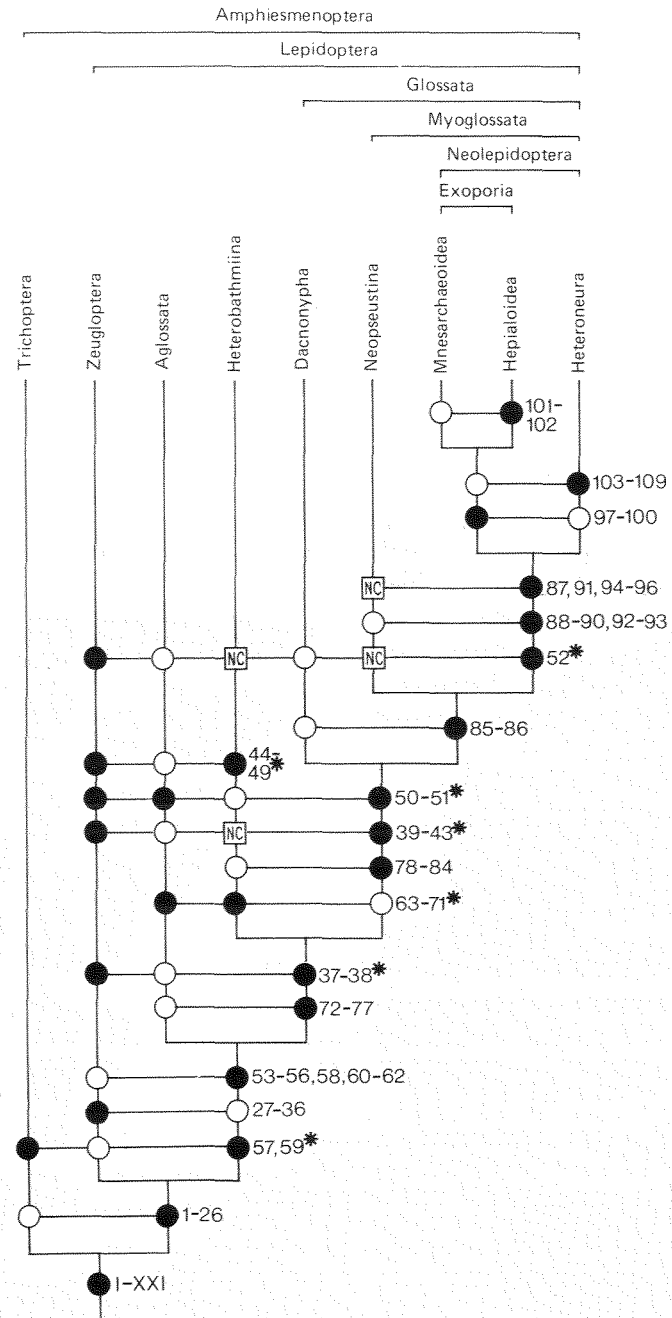 Amphiesmenoptera
Lepidoptera
Glossata
Myoglossata
Neolepidoptera
Exoporia
Trichoptera
Zeugloptera
Aglossata
Heterobathmiina
Dacnonypha
Neopseustina
Mnesarchaeoidea
Hepialoidea
Heteroneura
101-
102
103-109
97-100
NC 87,91,94-96
88-90,92-93
NC NC 52*
85-86
44-
49*
50-51*
NC 39-43*
78-84
63-71*
37-38*
72-77
53-56,58,60-62
27-36
57,59*
1-26
I-XXI